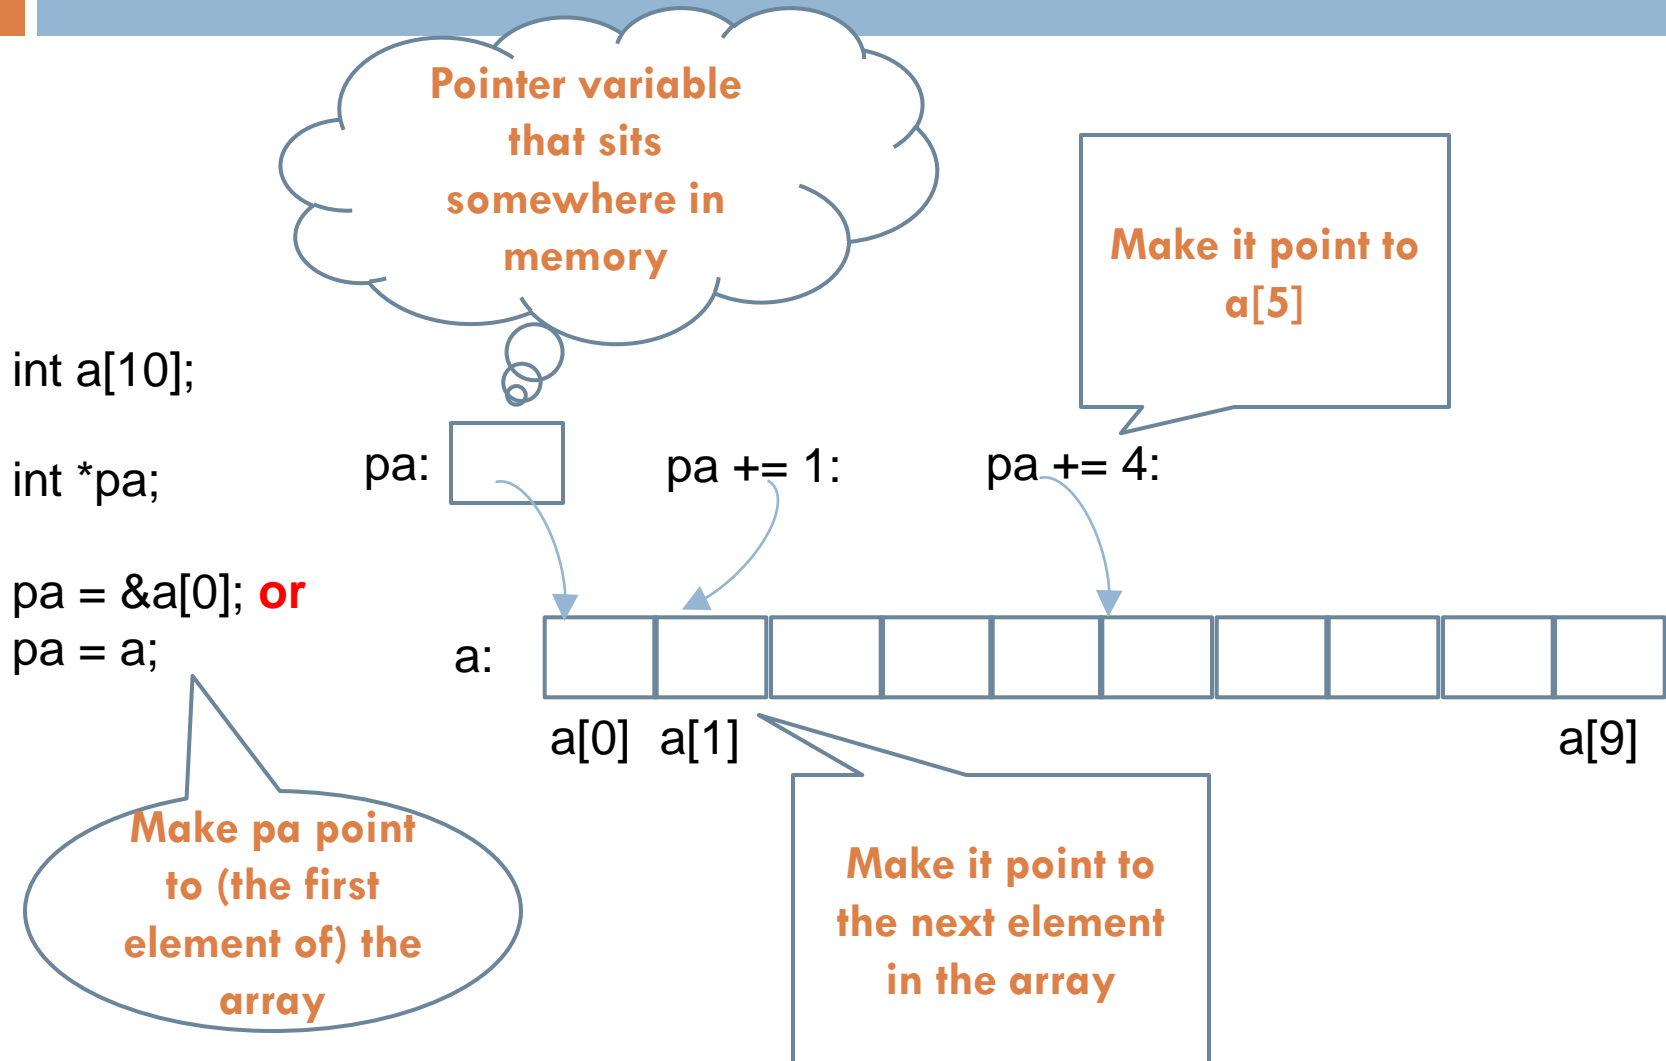 Pointer variable
that sits
somewhere in
memory
Make it point to
a[5]
int a[10];
int *pa;
pa:
pa += 1:
pa += 4:
pa = &a[0]; or
pa = a;
a:
a[0] a[1] a[9]
Make pa point
to (the first
element of) the
array
Make it point to
the next element
in the array